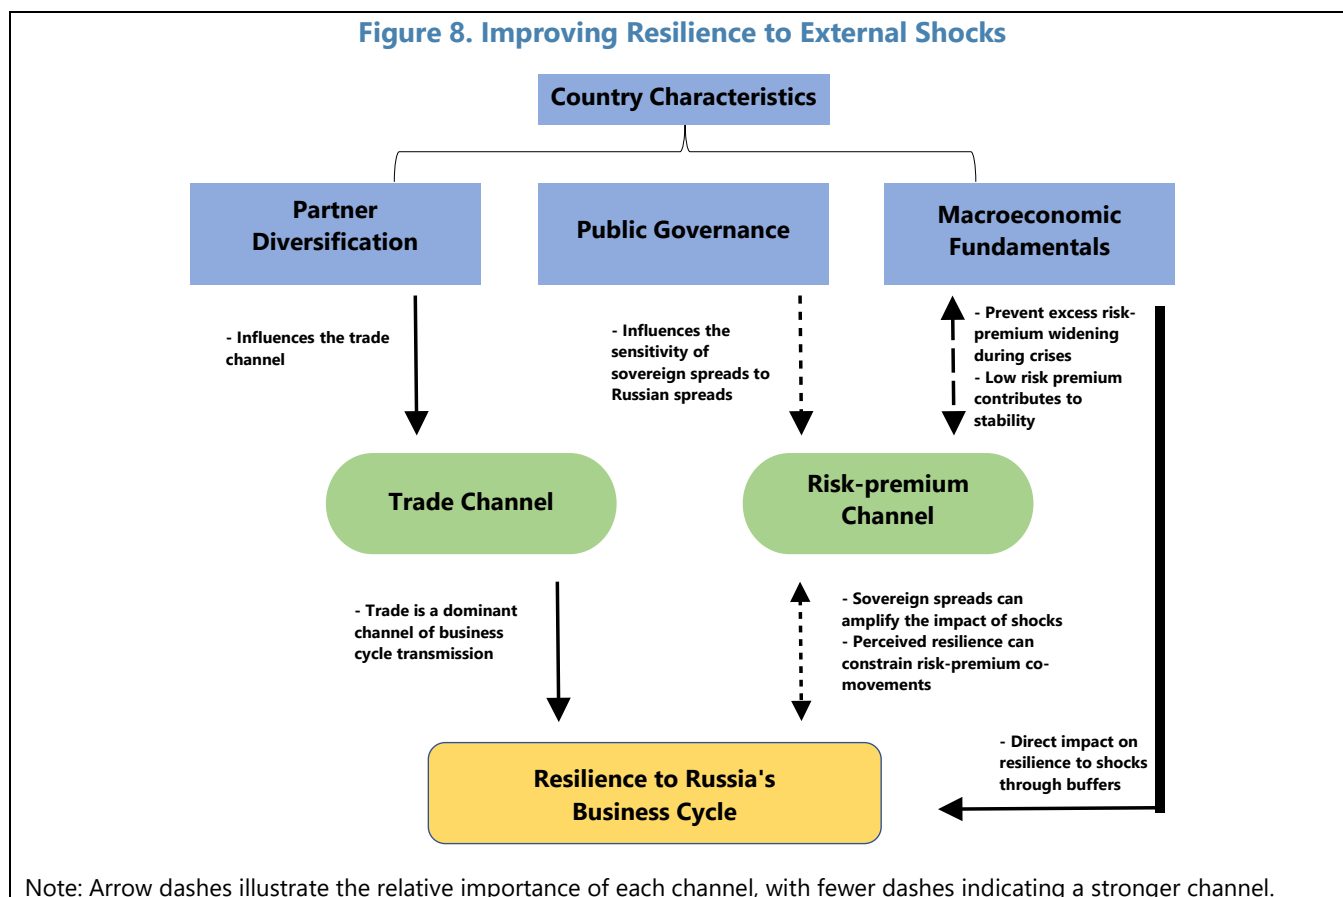 Figure 8. Improving Resilience to External Shocks
Country Characteristics
Partner
Diversification
Public Governance
Macroeconomic
Fundamentals
- Influences the trade
channel
- Influences the
sensitivity of
sovereign spreads to
Russian spreads
- Prevent excess risk-
premium widening
during crises
- Low risk premium
contributes to
stability
Trade Channel
Risk-premium
Channel
- Trade is a dominant
channel of business
cycle transmission
- Sovereign spreads can
amplify the impact of shocks
- Perceived resilience can
constrain risk-premium co-
movements
- Direct impact on
resilience to shocks
through buffers
Resilience to Russia's
Business Cycle
Note: Arrow dashes illustrate the relative importance of each channel, with fewer dashes indicating a stronger channel.